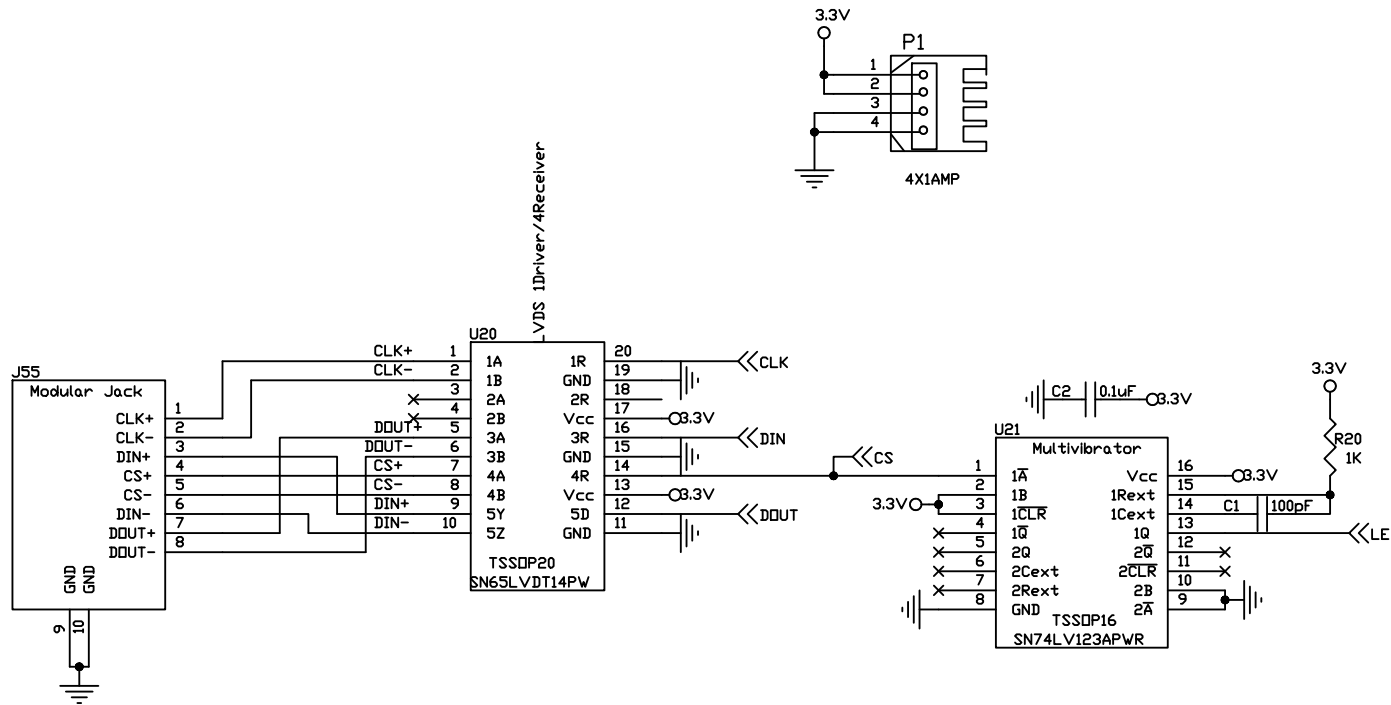 3.3V
P1
1
2
3
4
4X1AMP
VDS 1Driver/4Receiver
U20
CLK+ 1 1A 1R 20 CLK
CLK- 2 1B GND 19
3 2A 2R 18
4 2B Vcc 17 3.3V
DOUT+ 5 3A 3R 16 DIN
DOUT- 6 3B GND 15
CS+ 7 4A 4R 14
CS- 8 4B Vcc 13 3.3V
DIN+ 9 5Y 5D 12 DOUT
DIN- 10 5Z GND 11
TSSOP20
SN65LVDT14PW
J55
Modular Jack
CLK+ 1
CLK- 2
DIN+ 3
CS+ 4
CS- 5
DIN- 6
DOUT+ 7
DOUT- 8
GND GND
9 10
CS
3.3V
C2 0.1uF 3.3V
R20
1K
U21
Multivibrator
1 1A Vcc 16 3.3V
2 1B 1Rext 15
3.3V
3 1CLR 1Cext 14 C1 100pF
4 1Q 1Q 13 LE
5 2Q 2Q 12
6 2Cext 2CLR 11
7 2Rext 2B 10
8 GND 2A 9
TSSOP16
SN74LV123APWR